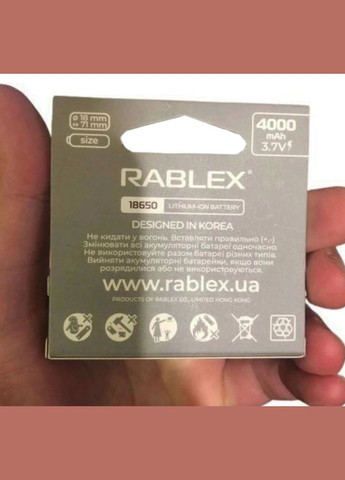 ⌀ 18 mm
↔ 71 mm
size
4000
mAh
3.7V
RABLEX®
18650 LITHIUM-ION BATTERY
DESIGNED IN KOREA
Не кидати у вогонь. Вставляти правильно (+,-)
Змінювати всі акумуляторні батареї одночасно.
Не використовуйте разом батареї різних типів.
Вийняти акумуляторні батарейки, якщо вони
розрядилися або не використовуються.
www.rablex.ua
PRODUCTS OF RABLEX CO., LIMITED HONG KONG